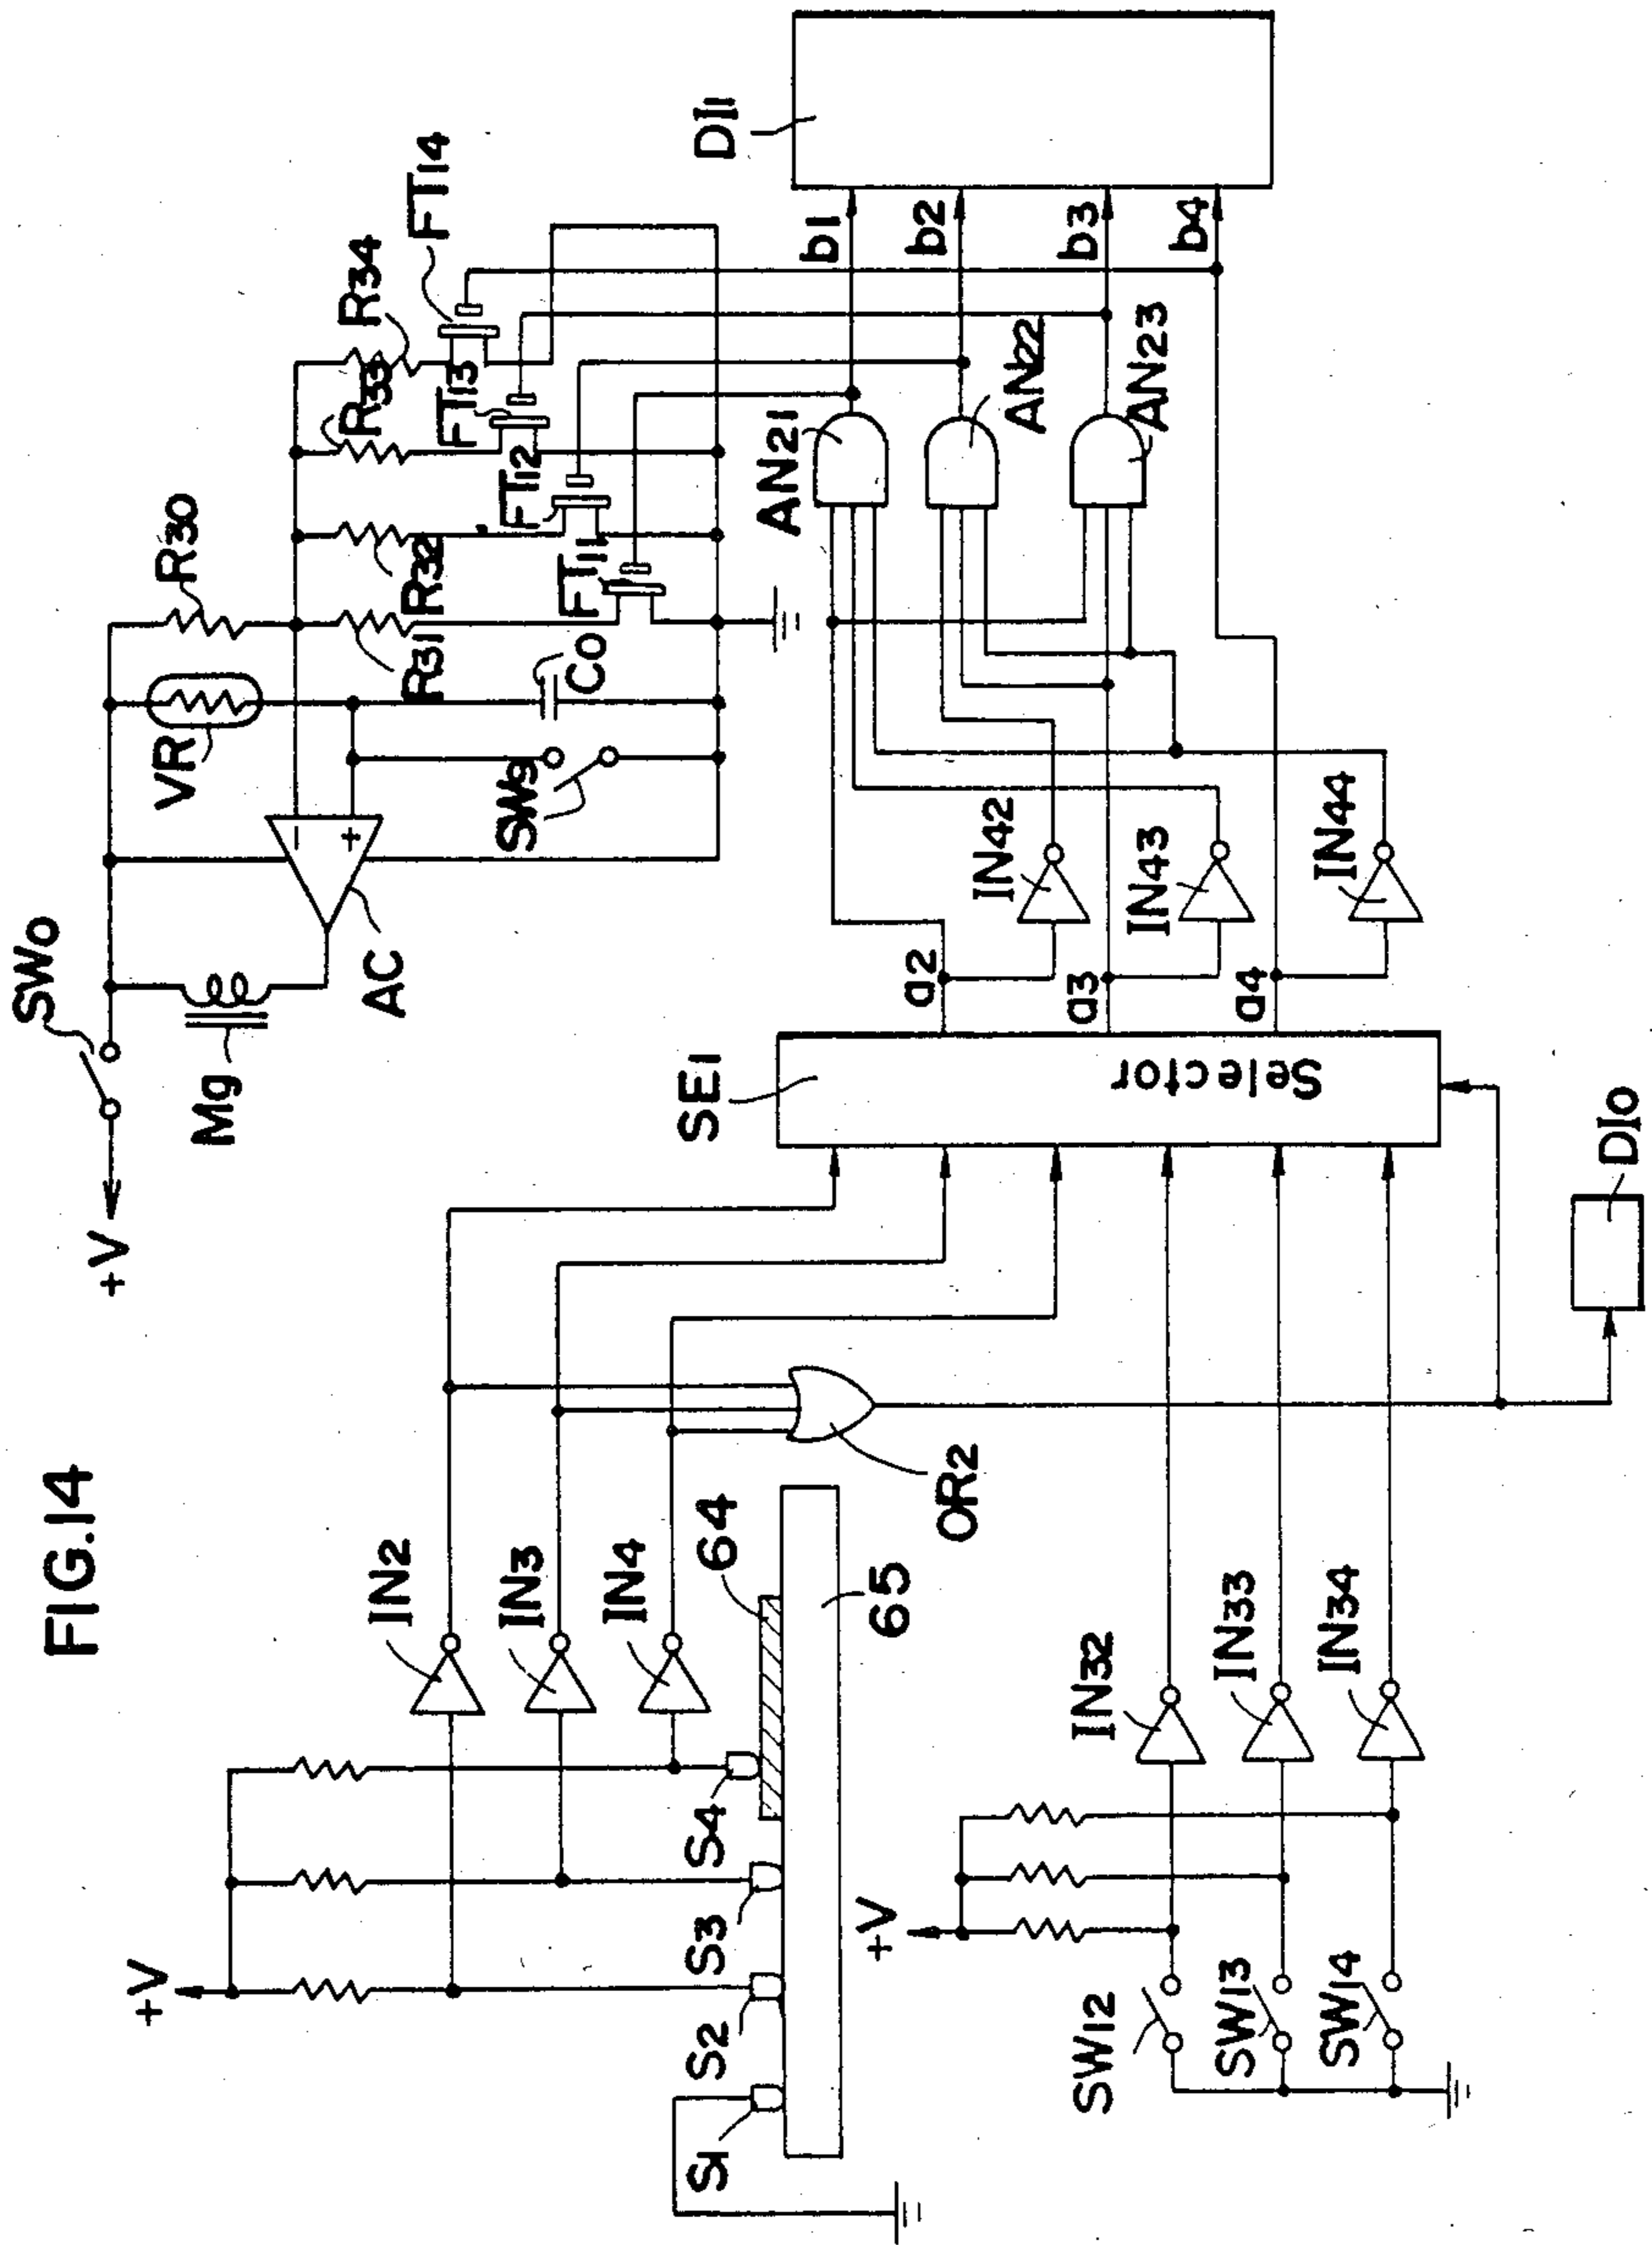 FIG.14
SW0
+V
Mg
AC
VR
R30
R31
R32
R33
R34
C0
SW9
FT11
FT12
FT13
FT14
DI1
b1
b2
b3
b4
AN21
AN22
AN23
IN42
IN43
IN44
a2
a3
a4
SE1
Selector
DI0
OR2
IN2
IN3
IN4
64
65
+V
S1
S2
S3
S4
+V
IN32
IN33
IN34
SW12
SW13
SW14